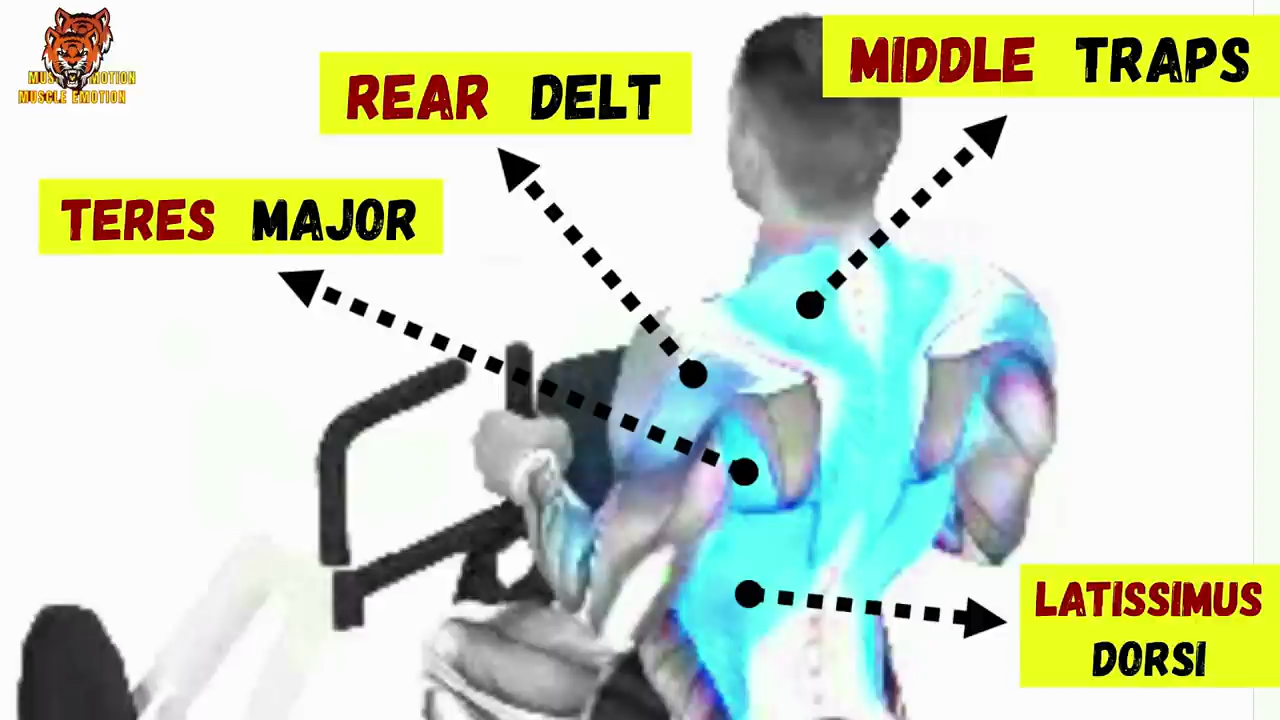 MUSCLE EMOTION
REAR DELT
MIDDLE TRAPS
TERES MAJOR
LATISSIMUS
DORSI